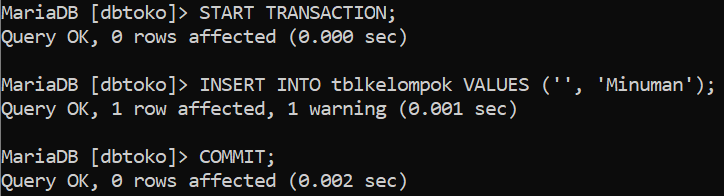 MariaDB [dbtoko]> START TRANSACTION;
Query OK, 0 rows affected (0.000 sec)
MariaDB [dbtoko]> INSERT INTO tblkelompok VALUES ('', 'Minuman');
Query OK, 1 row affected, 1 warning (0.001 sec)
MariaDB [dbtoko]> COMMIT;
Query OK, 0 rows affected (0.002 sec)